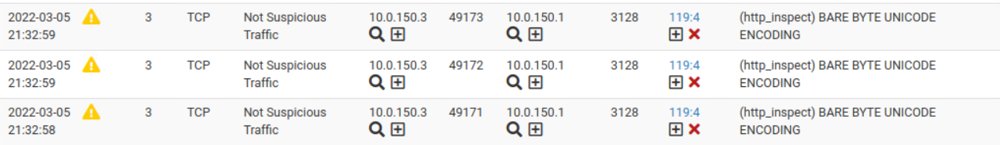 2022-03-05 3 TCP Not Suspicious 10.0.150.3 49173 10.0.150.1 3128 119:4 (http_inspect) BARE BYTE UNICODE
21:32:59 Traffic ENCODING
2022-03-05 3 TCP Not Suspicious 10.0.150.3 49172 10.0.150.1 3128 119:4 (http_inspect) BARE BYTE UNICODE
21:32:59 Traffic ENCODING
2022-03-05 3 TCP Not Suspicious 10.0.150.3 49171 10.0.150.1 3128 119:4 (http_inspect) BARE BYTE UNICODE
21:32:58 Traffic ENCODING